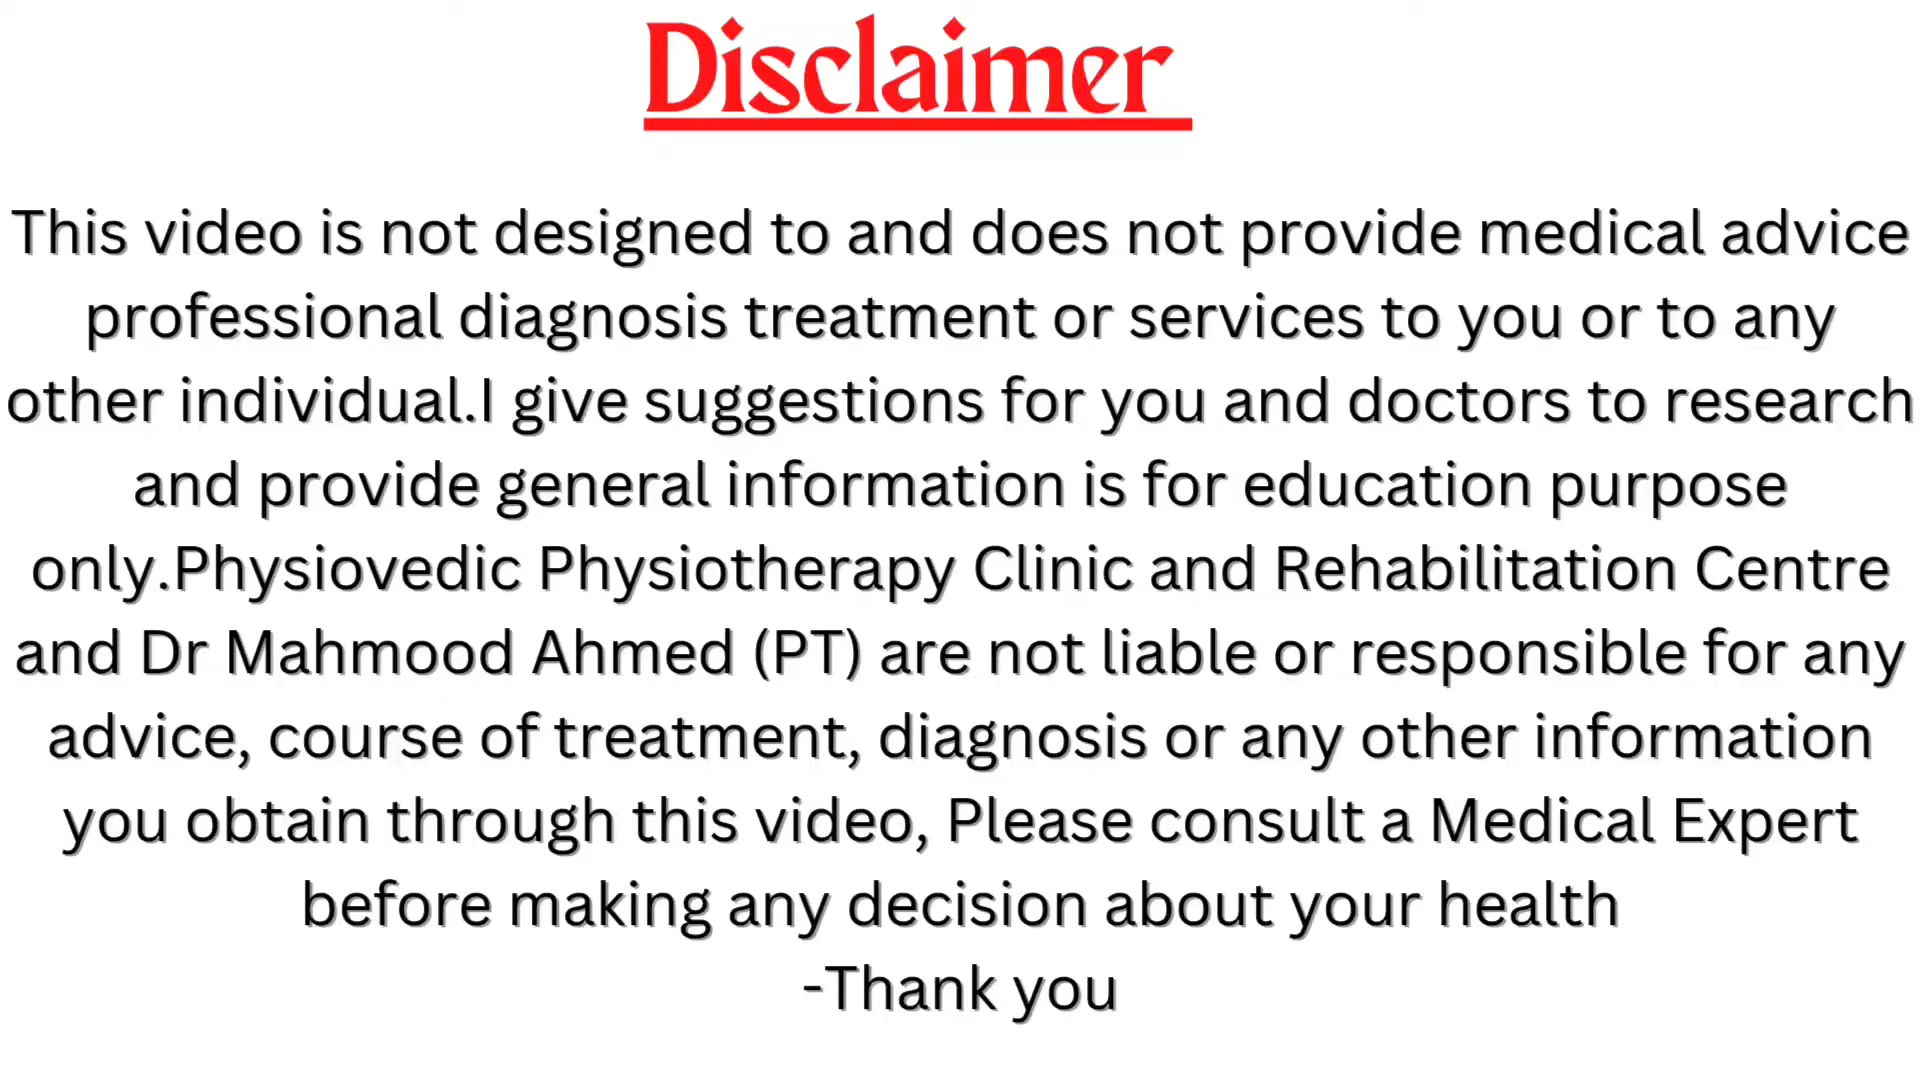 Disclaimer
This video is not designed to and does not provide medical advice
professional diagnosis treatment or services to you or to any
other individual.I give suggestions for you and doctors to research
and provide general information is for education purpose
only.Physiovedic Physiotherapy Clinic and Rehabilitation Centre
and Dr Mahmood Ahmed (PT) are not liable or responsible for any
advice, course of treatment, diagnosis or any other information
you obtain through this video, Please consult a Medical Expert
before making any decision about your health
-Thank you